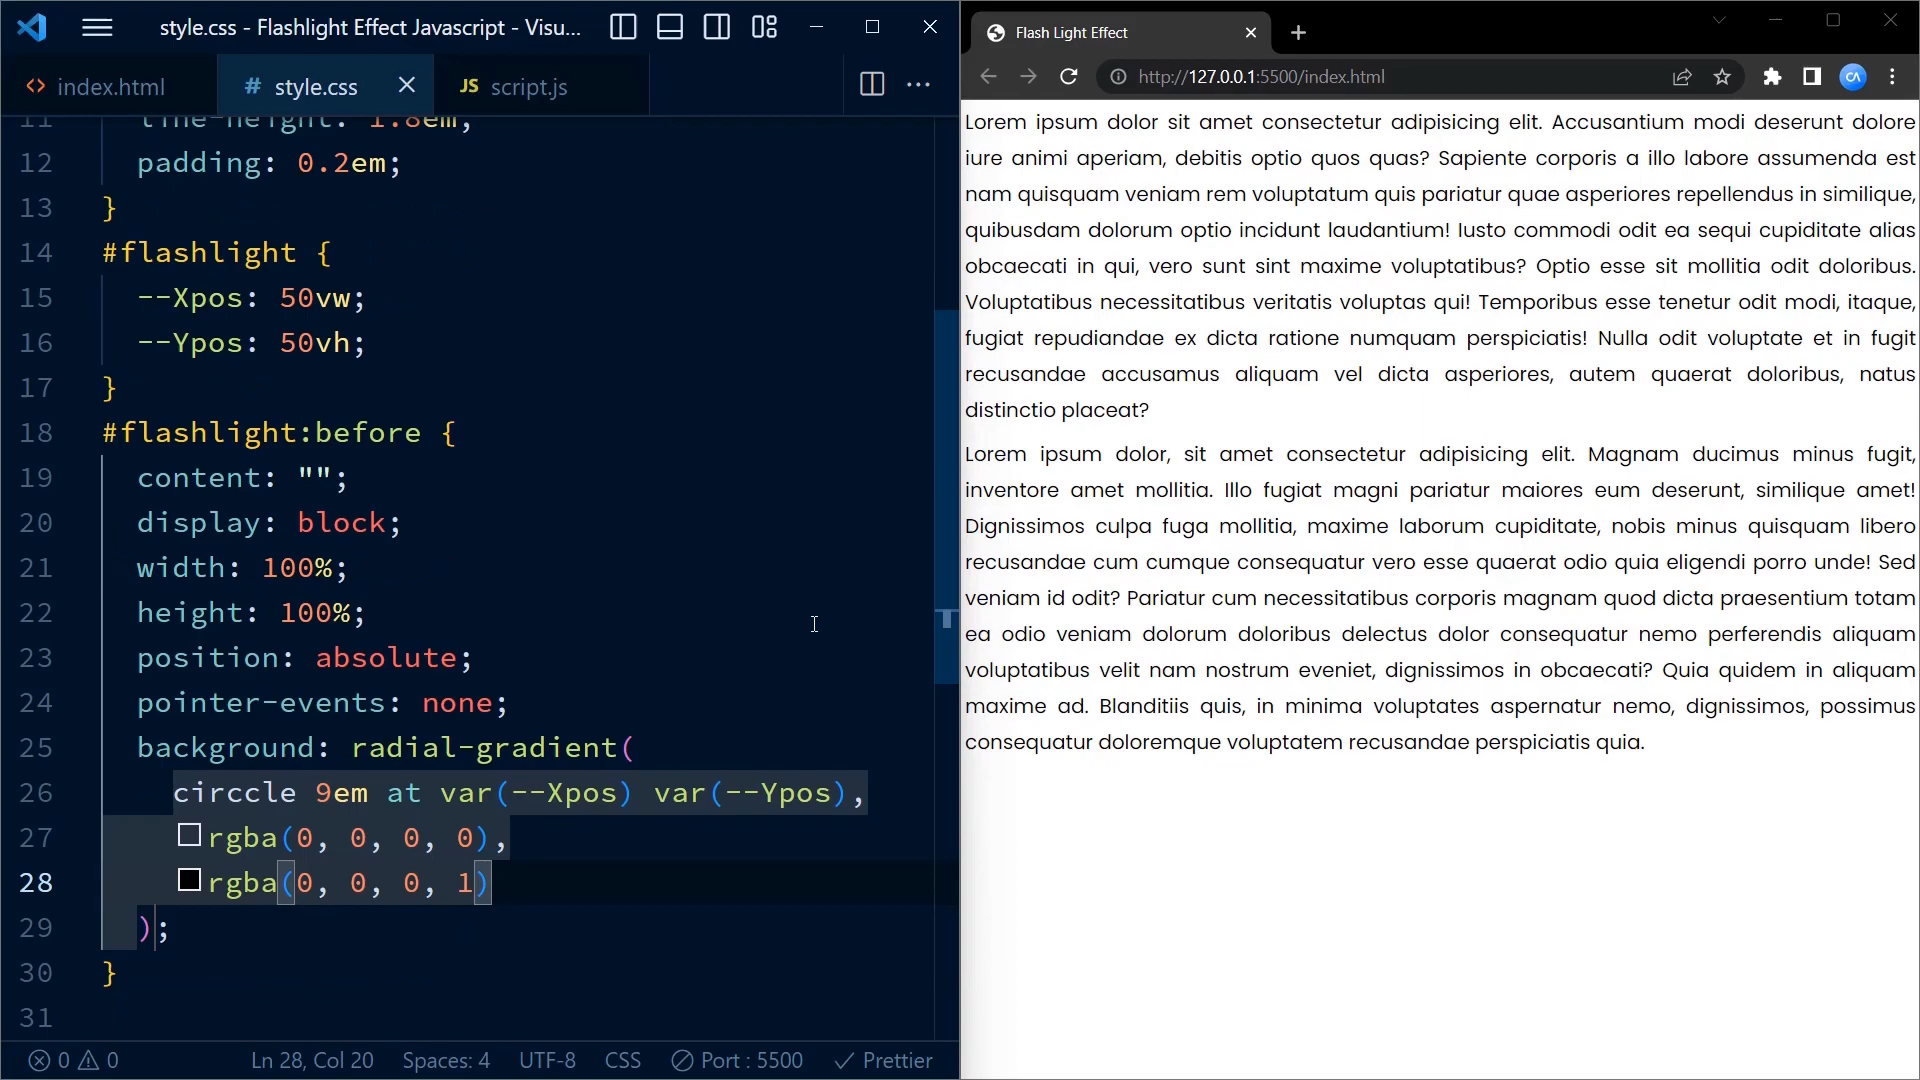 style.css - Flashlight Effect Javascript - Visu...
index.html
# style.css
JS script.js
11 line-height: 1.8em;
12 padding: 0.2em;
13 }
14 #flashlight {
15 --Xpos: 50vw;
16 --Ypos: 50vh;
17 }
18 #flashlight:before {
19 content: "";
20 display: block;
21 width: 100%;
22 height: 100%;
23 position: absolute;
24 pointer-events: none;
25 background: radial-gradient(
26 circcle 9em at var(--Xpos) var(--Ypos),
27 rgba(0, 0, 0, 0),
28 rgba(0, 0, 0, 1)
29 );
30 }
31
0 0 Ln 28, Col 20 Spaces: 4 UTF-8 CSS Port : 5500 Prettier
Flash Light Effect
http://127.0.0.1:5500/index.html
CA
Lorem ipsum dolor sit amet consectetur adipisicing elit. Accusantium modi deserunt dolore
iure animi aperiam, debitis optio quos quas? Sapiente corporis a illo labore assumenda est
nam quisquam veniam rem voluptatum quis pariatur quae asperiores repellendus in similique,
quibusdam dolorum optio incidunt laudantium! Iusto commodi odit ea sequi cupiditate alias
obcaecati in qui, vero sunt sint maxime voluptatibus? Optio esse sit mollitia odit doloribus.
Voluptatibus necessitatibus veritatis voluptas qui! Temporibus esse tenetur odit modi, itaque,
fugiat repudiandae ex dicta ratione numquam perspiciatis! Nulla odit voluptate et in fugit
recusandae accusamus aliquam vel dicta asperiores, autem quaerat doloribus, natus
distinctio placeat?
Lorem ipsum dolor, sit amet consectetur adipisicing elit. Magnam ducimus minus fugit,
inventore amet mollitia. Illo fugiat magni pariatur maiores eum deserunt, similique amet!
Dignissimos culpa fuga mollitia, maxime laborum cupiditate, nobis minus quisquam libero
recusandae cum cumque consequatur vero esse quaerat odio quia eligendi porro unde! Sed
veniam id odit? Pariatur cum necessitatibus corporis magnam quod dicta praesentium totam
ea odio veniam dolorum doloribus delectus dolor consequatur nemo perferendis aliquam
voluptatibus velit nam nostrum eveniet, dignissimos in obcaecati? Quia quidem in aliquam
maxime ad. Blanditiis quis, in minima voluptates aspernatur nemo, dignissimos, possimus
consequatur doloremque voluptatem recusandae perspiciatis quia.